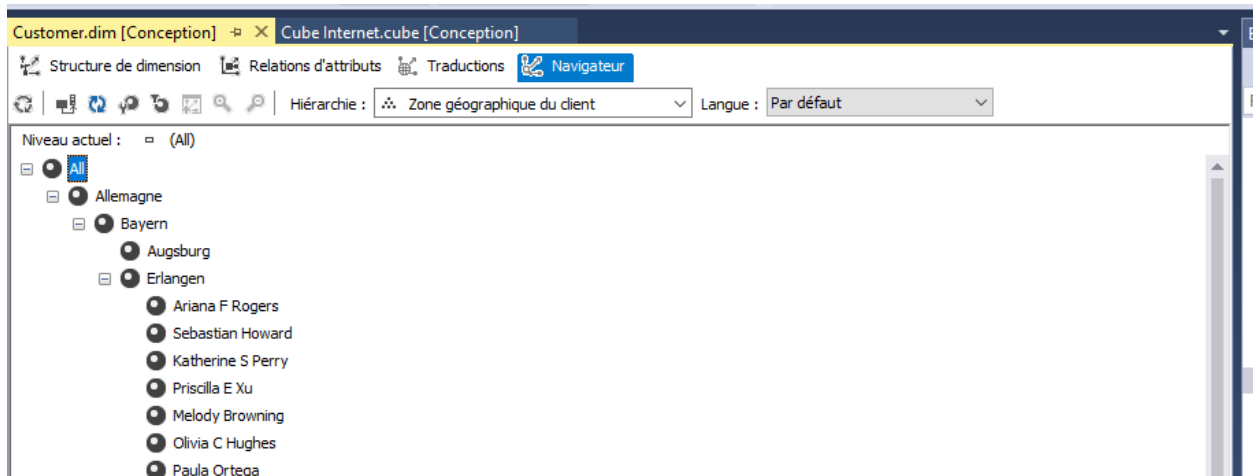 Customer.dim [Conception] Cube Internet.cube [Conception]
Structure de dimension Relations d'attributs Traductions Navigateur
Hiérarchie : Zone géographique du client Langue : Par défaut
Niveau actuel : (All)
All
Allemagne
Bayern
Augsburg
Erlangen
Ariana F Rogers
Sebastian Howard
Katherine S Perry
Priscilla E Xu
Melody Browning
Olivia C Hughes
Paula Ortega